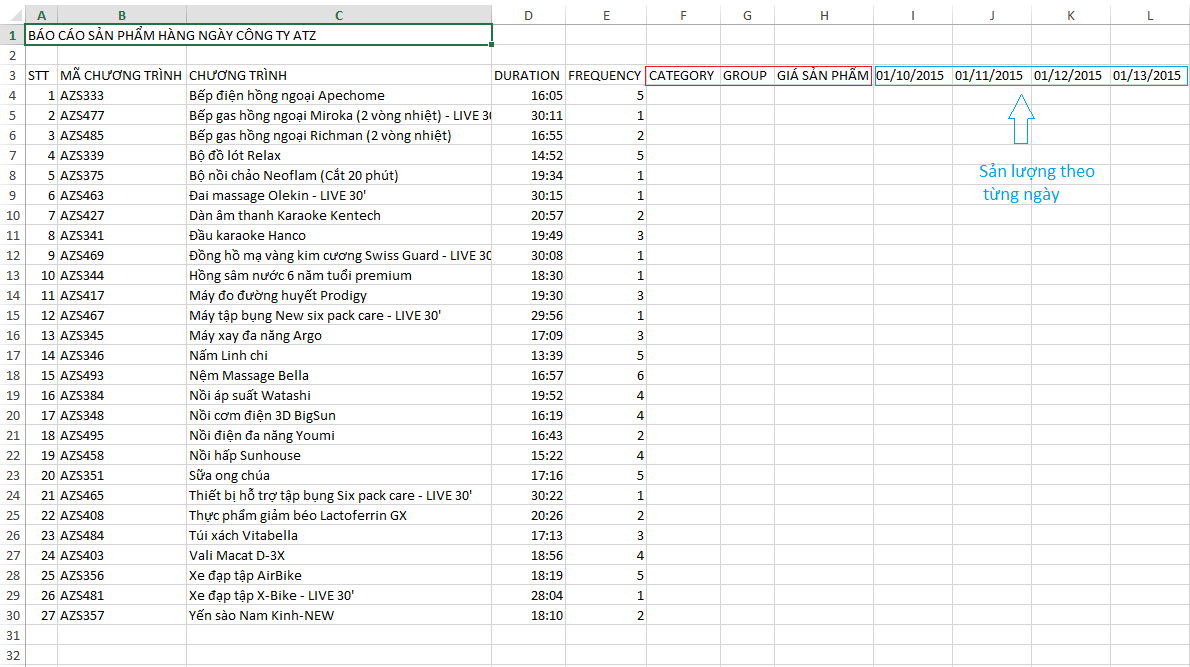 A B C D E F G H I J K L
1 BÁO CÁO SẢN PHẨM HÀNG NGÀY CÔNG TY ATZ
2
3 STT MÃ CHƯƠNG TRÌNH CHƯƠNG TRÌNH DURATION FREQUENCY CATEGORY GROUP GIÁ SẢN PHẨM 01/10/2015 01/11/2015 01/12/2015 01/13/2015
4 1 AZS333 Bếp điện hồng ngoại Apechome 16:05 5
5 2 AZS477 Bếp gas hồng ngoại Miroka (2 vòng nhiệt) - LIVE 30 30:11 1
6 3 AZS485 Bếp gas hồng ngoại Richman (2 vòng nhiệt) 16:55 2
7 4 AZS339 Bộ đồ lót Relax 14:52 5
8 5 AZS375 Bộ nồi chảo Neoflam (Cắt 20 phút) 19:34 1
9 6 AZS463 Đai massage Olekin - LIVE 30' 30:15 1
10 7 AZS427 Dàn âm thanh Karaoke Kentech 20:57 2
11 8 AZS341 Đầu karaoke Hanco 19:49 3
12 9 AZS469 Đồng hồ mạ vàng kim cương Swiss Guard - LIVE 30 30:08 1
13 10 AZS344 Hồng sâm nước 6 năm tuổi premium 18:30 1
14 11 AZS417 Máy đo đường huyết Prodigy 19:30 3
15 12 AZS467 Máy tập bụng New six pack care - LIVE 30' 29:56 1
16 13 AZS345 Máy xay đa năng Argo 17:09 3
17 14 AZS346 Nấm Linh chi 13:39 5
18 15 AZS493 Nệm Massage Bella 16:57 6
19 16 AZS384 Nồi áp suất Watashi 19:52 4
20 17 AZS348 Nồi cơm điện 3D BigSun 16:19 4
21 18 AZS495 Nồi điện đa năng Youmi 16:43 2
22 19 AZS458 Nồi hấp Sunhouse 15:22 4
23 20 AZS351 Sữa ong chúa 17:16 5
24 21 AZS465 Thiết bị hỗ trợ tập bụng Six pack care - LIVE 30' 30:22 1
25 22 AZS408 Thực phẩm giảm béo Lactoferrin GX 20:26 2
26 23 AZS484 Túi xách Vitabella 17:13 3
27 24 AZS403 Vali Macat D-3X 18:56 4
28 25 AZS356 Xe đạp tập AirBike 18:19 5
29 26 AZS481 Xe đạp tập X-Bike - LIVE 30' 28:04 1
30 27 AZS357 Yến sào Nam Kinh-NEW 18:10 2
31
32
Sản lượng theo
từng ngày